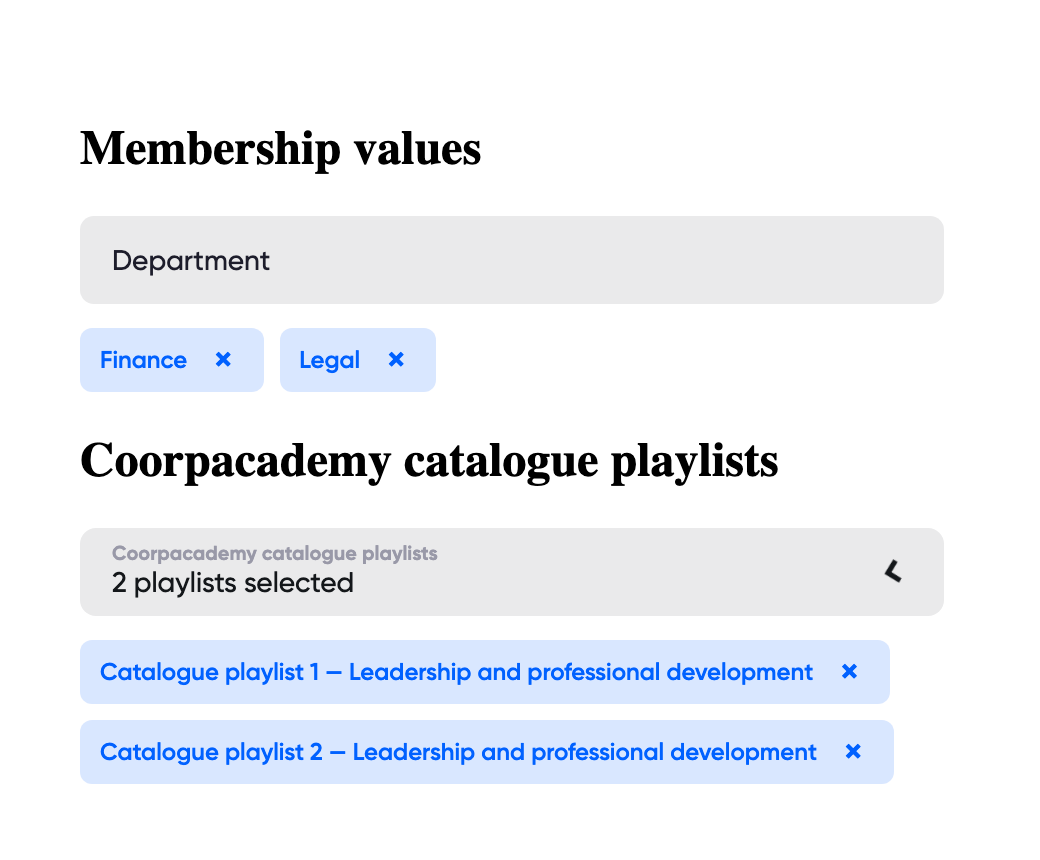 Membership values
Department
Finance
Legal
Coorpacademy catalogue playlists
Coorpacademy catalogue playlists
2 playlists selected
Catalogue playlist 1 — Leadership and professional development
Catalogue playlist 2 — Leadership and professional development